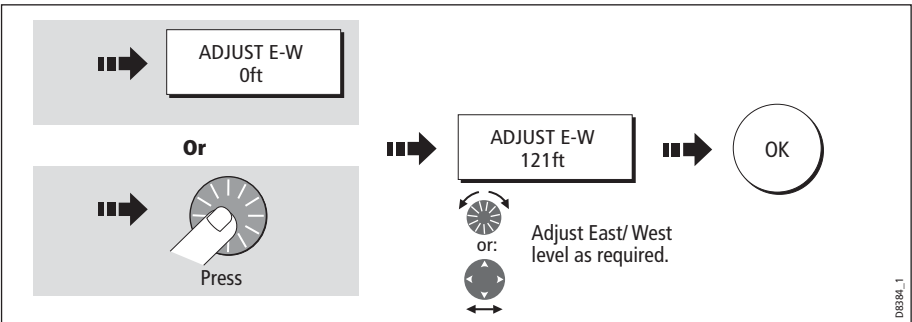 ADJUST E-W
0ft
Or
Press
ADJUST E-W
121ft
or:
Adjust East/ West
level as required.
OK
D8384_1